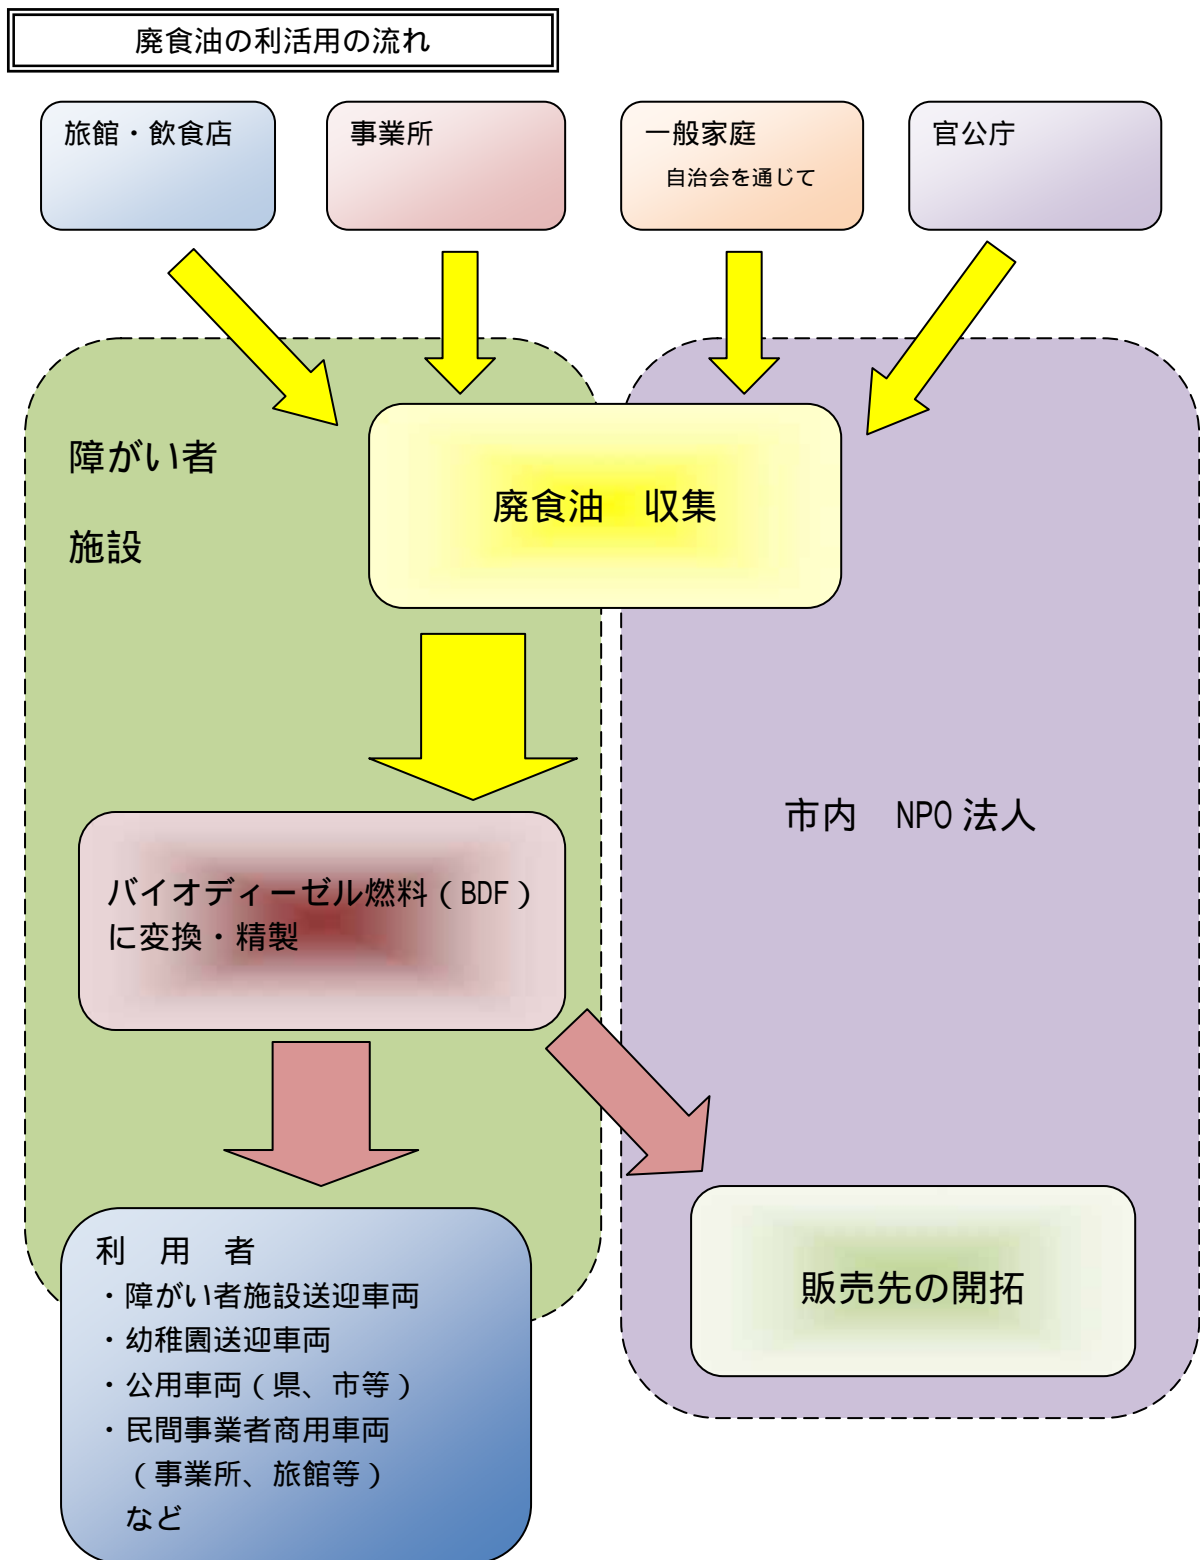 廃食油の利活用の流れ
旅館・飲食店
事業所
一般家庭
自治会を通じて
官公庁
障がい者
施設
廃食油　収集
市内　NPO 法人
バイオディーゼル燃料（BDF）
に変換・精製
利　用　者
・障がい者施設送迎車両
・幼稚園送迎車両
・公用車両（県、市等）
・民間事業者商用車両
（事業所、旅館等）
など
販売先の開拓